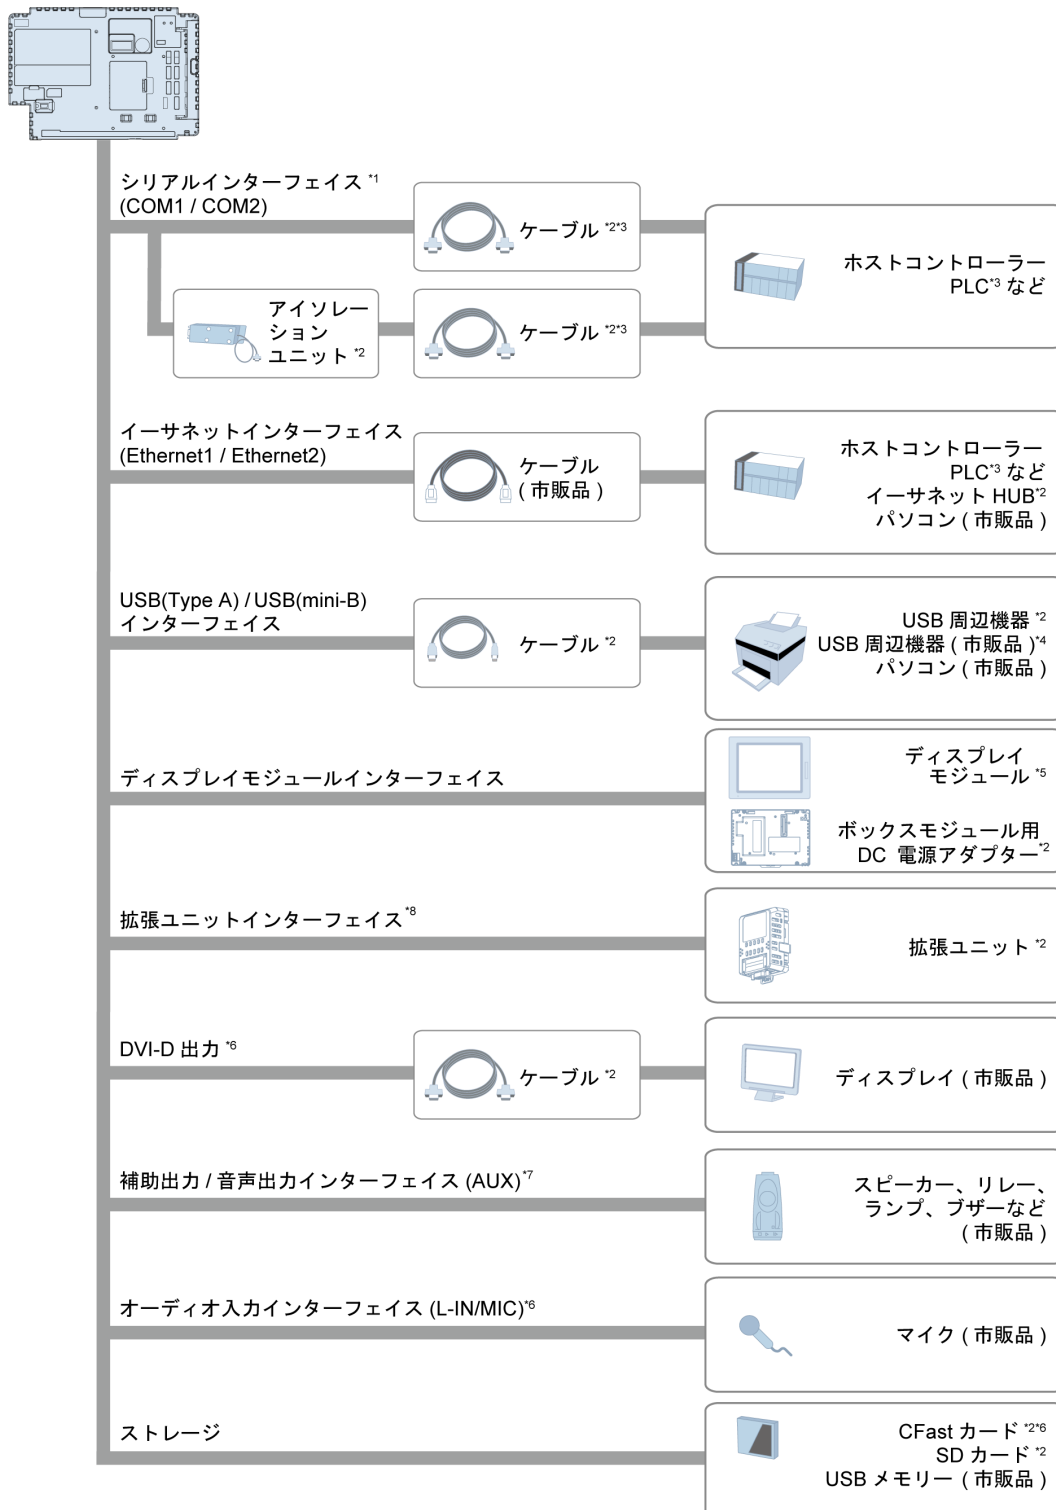 シリアルインターフェイス *1
(COM1 / COM2)
ケーブル *2*3
ホストコントローラー
PLC*3 など
アイソレー
ション
ユニット *2
ケーブル *2*3
イーサネットインターフェイス
(Ethernet1 / Ethernet2)
ケーブル
( 市販品 )
ホストコントローラー
PLC*3 など
イーサネット HUB*2
パソコン ( 市販品 )
USB(Type A) / USB(mini-B)
インターフェイス
ケーブル *2
USB 周辺機器 *2
USB 周辺機器 ( 市販品 )*4
パソコン ( 市販品 )
ディスプレイモジュールインターフェイス
ディスプレイ
モジュール *5
ボックスモジュール用
DC 電源アダプター*2
拡張ユニットインターフェイス*8
拡張ユニット *2
DVI-D 出力 *6
ケーブル *2
ディスプレイ ( 市販品 )
補助出力 / 音声出力インターフェイス (AUX)*7
スピーカー、リレー、
ランプ、ブザーなど
( 市販品 )
オーディオ入力インターフェイス (L-IN/MIC)*6
マイク ( 市販品 )
ストレージ
CFast カード *2*6
SD カード *2
USB メモリー ( 市販品 )